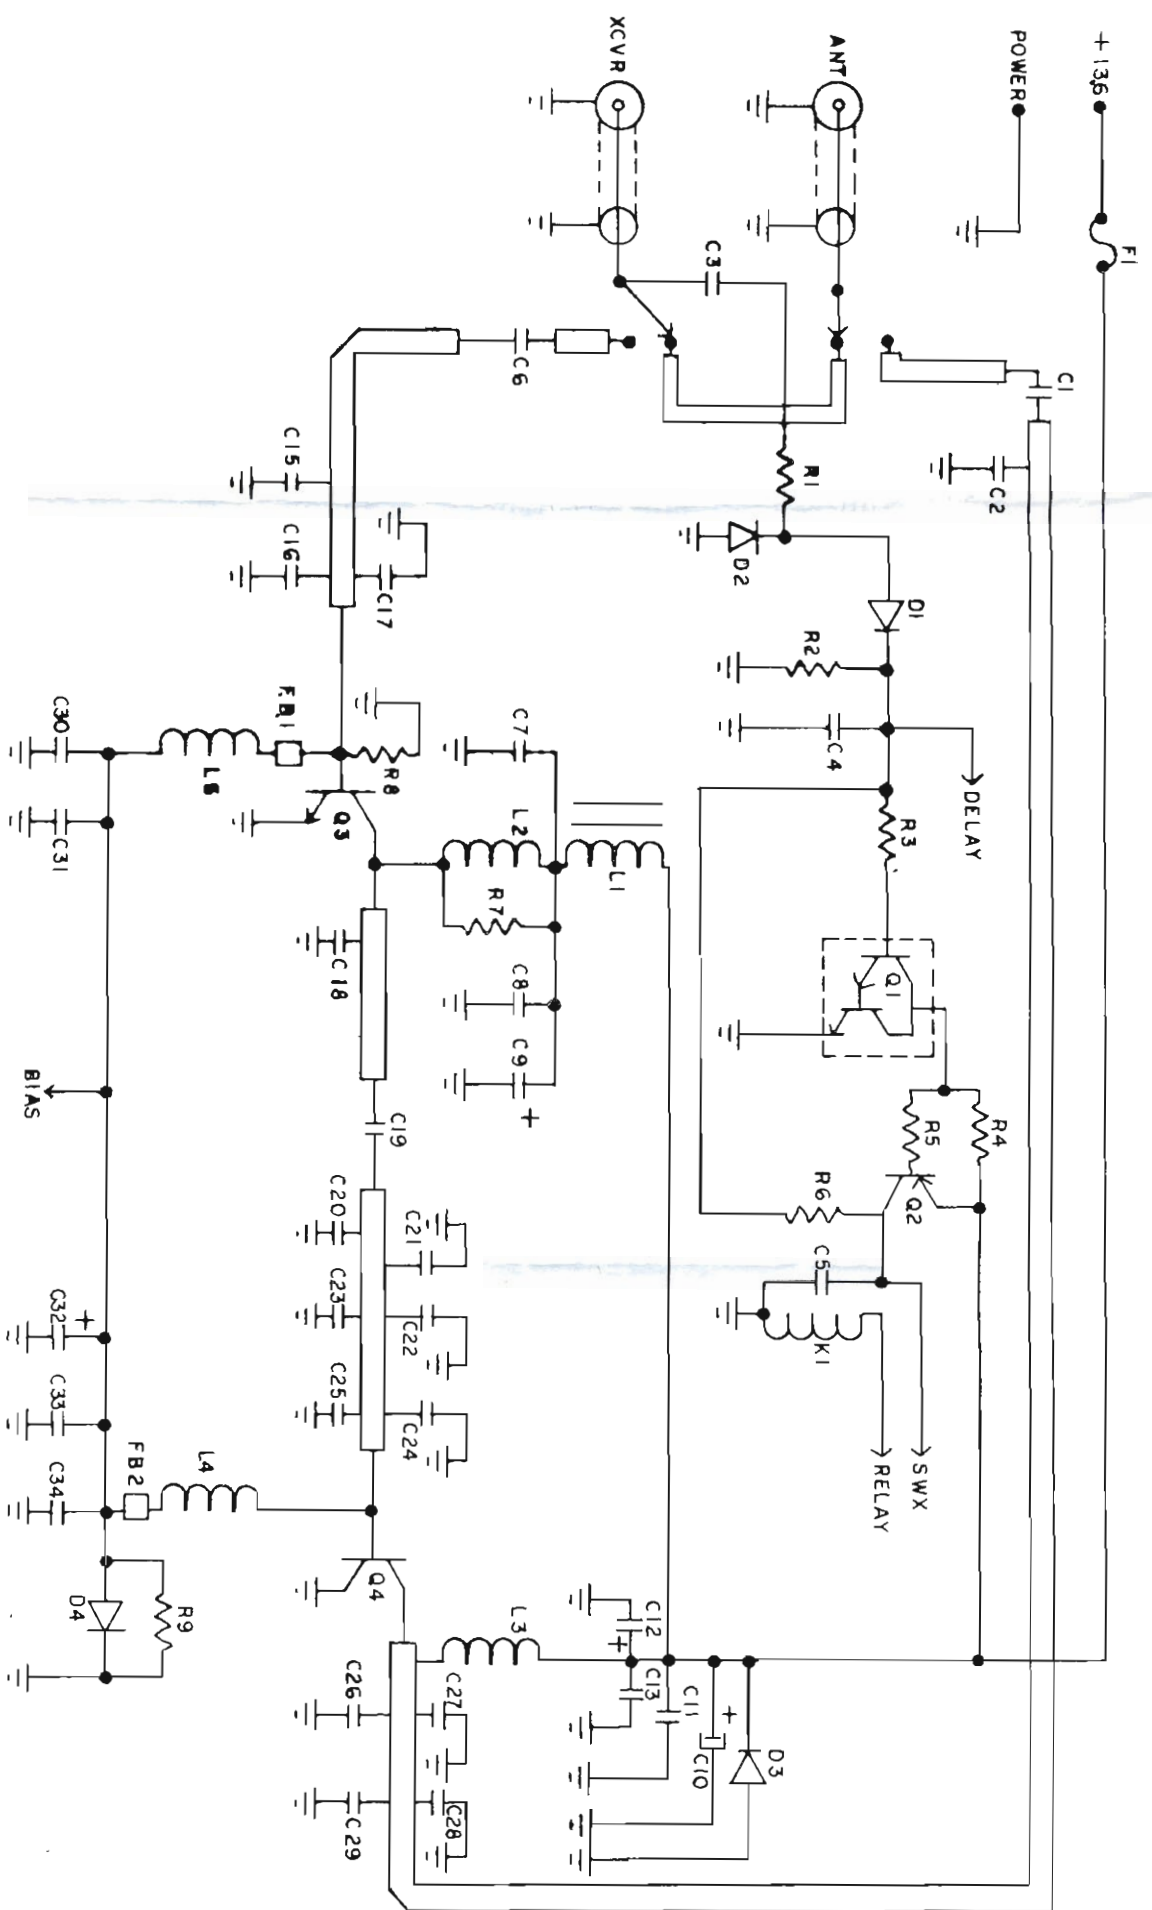 +13.6
F1
POWER
ANT
XCVR
C1
C2
C3
C6
R1
D2
D1
R2
C4
DELAY
R3
Q1
R4
R5
Q2
R6
C5
K1
SWX
RELAY
C15
C16
C17
F.B.1
L5
R8
Q3
C30
C31
C7
L2
L1
R7
C8
C9
+
C18
C19
C20
C21
C23
C22
C25
C24
BIAS
C32
+
C33
C34
FB2
L4
D4
R9
Q4
L3
C12
+
C13
C11
+
C10
D3
C26
C27
C28
C29